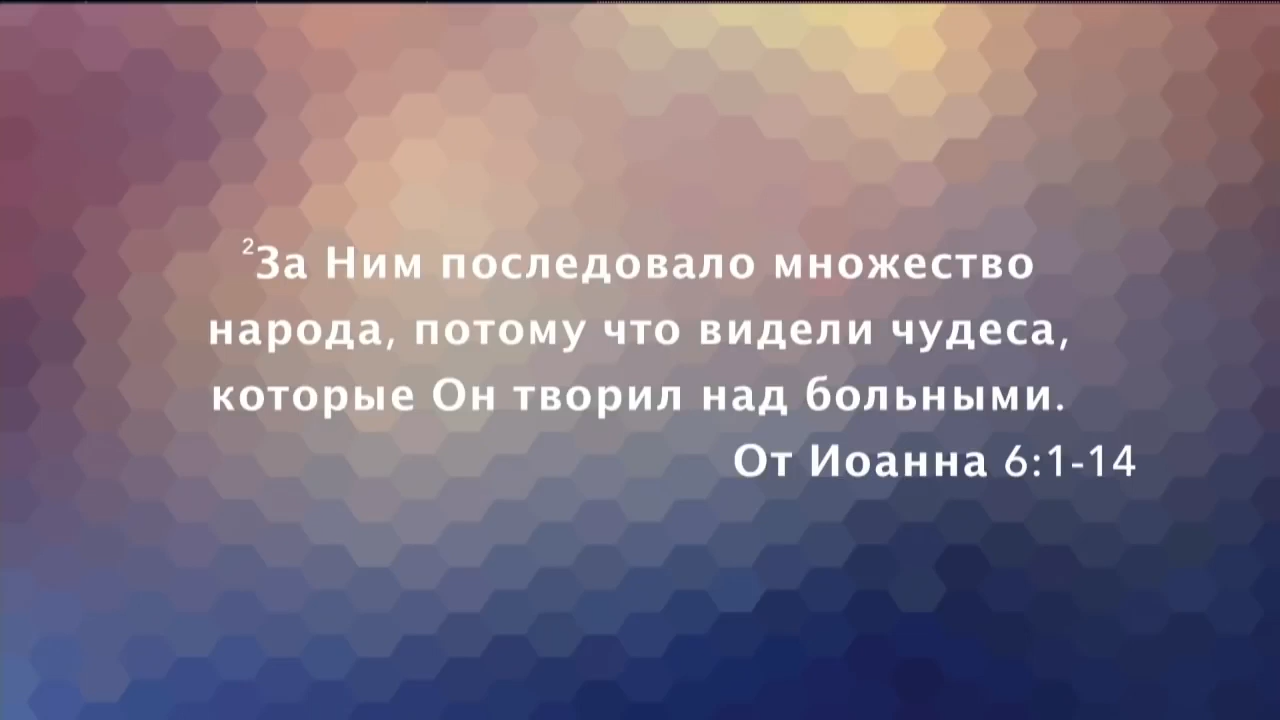 ²За Ним последовало множество
народа, потому что видели чудеса,
которые Он творил над больными.
От Иоанна 6:1-14